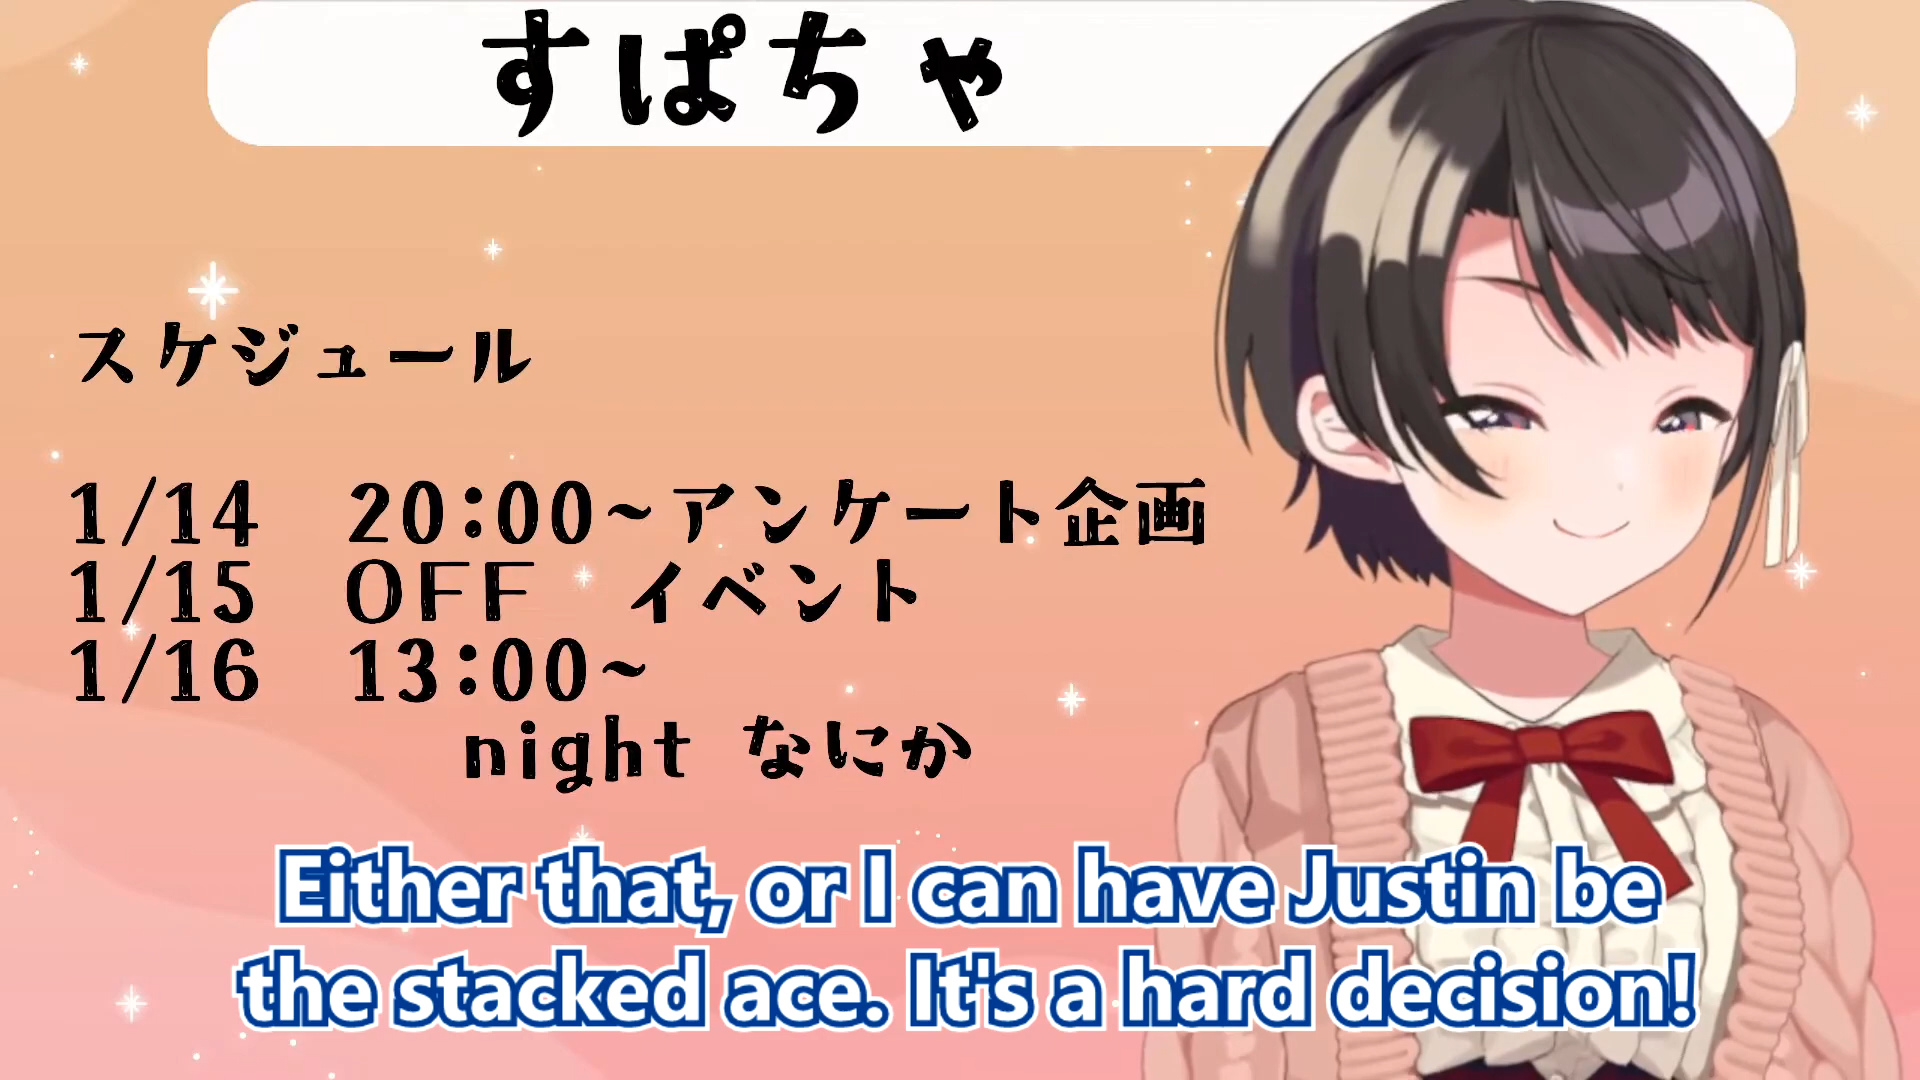 すぱちゃ
スケジュール
1/14 20:00~アンケート企画
1/15 OFF イベント
1/16 13:00~
night なにか
Either that, or I can have Justin be
the stacked ace. It's a hard decision!